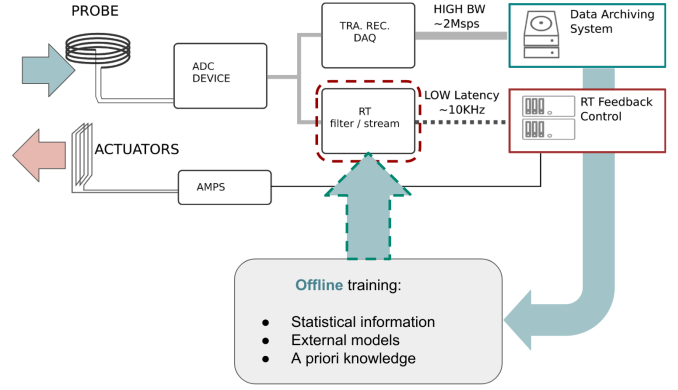 PROBE
ADC
DEVICE
TRA. REC.
DAQ
HIGH BW
~2Msps
Data Archiving
System
RT
filter / stream
LOW Latency
~10KHz
RT Feedback
Control
ACTUATORS
AMPS
Offline training:
● Statistical information
● External models
● A priori knowledge